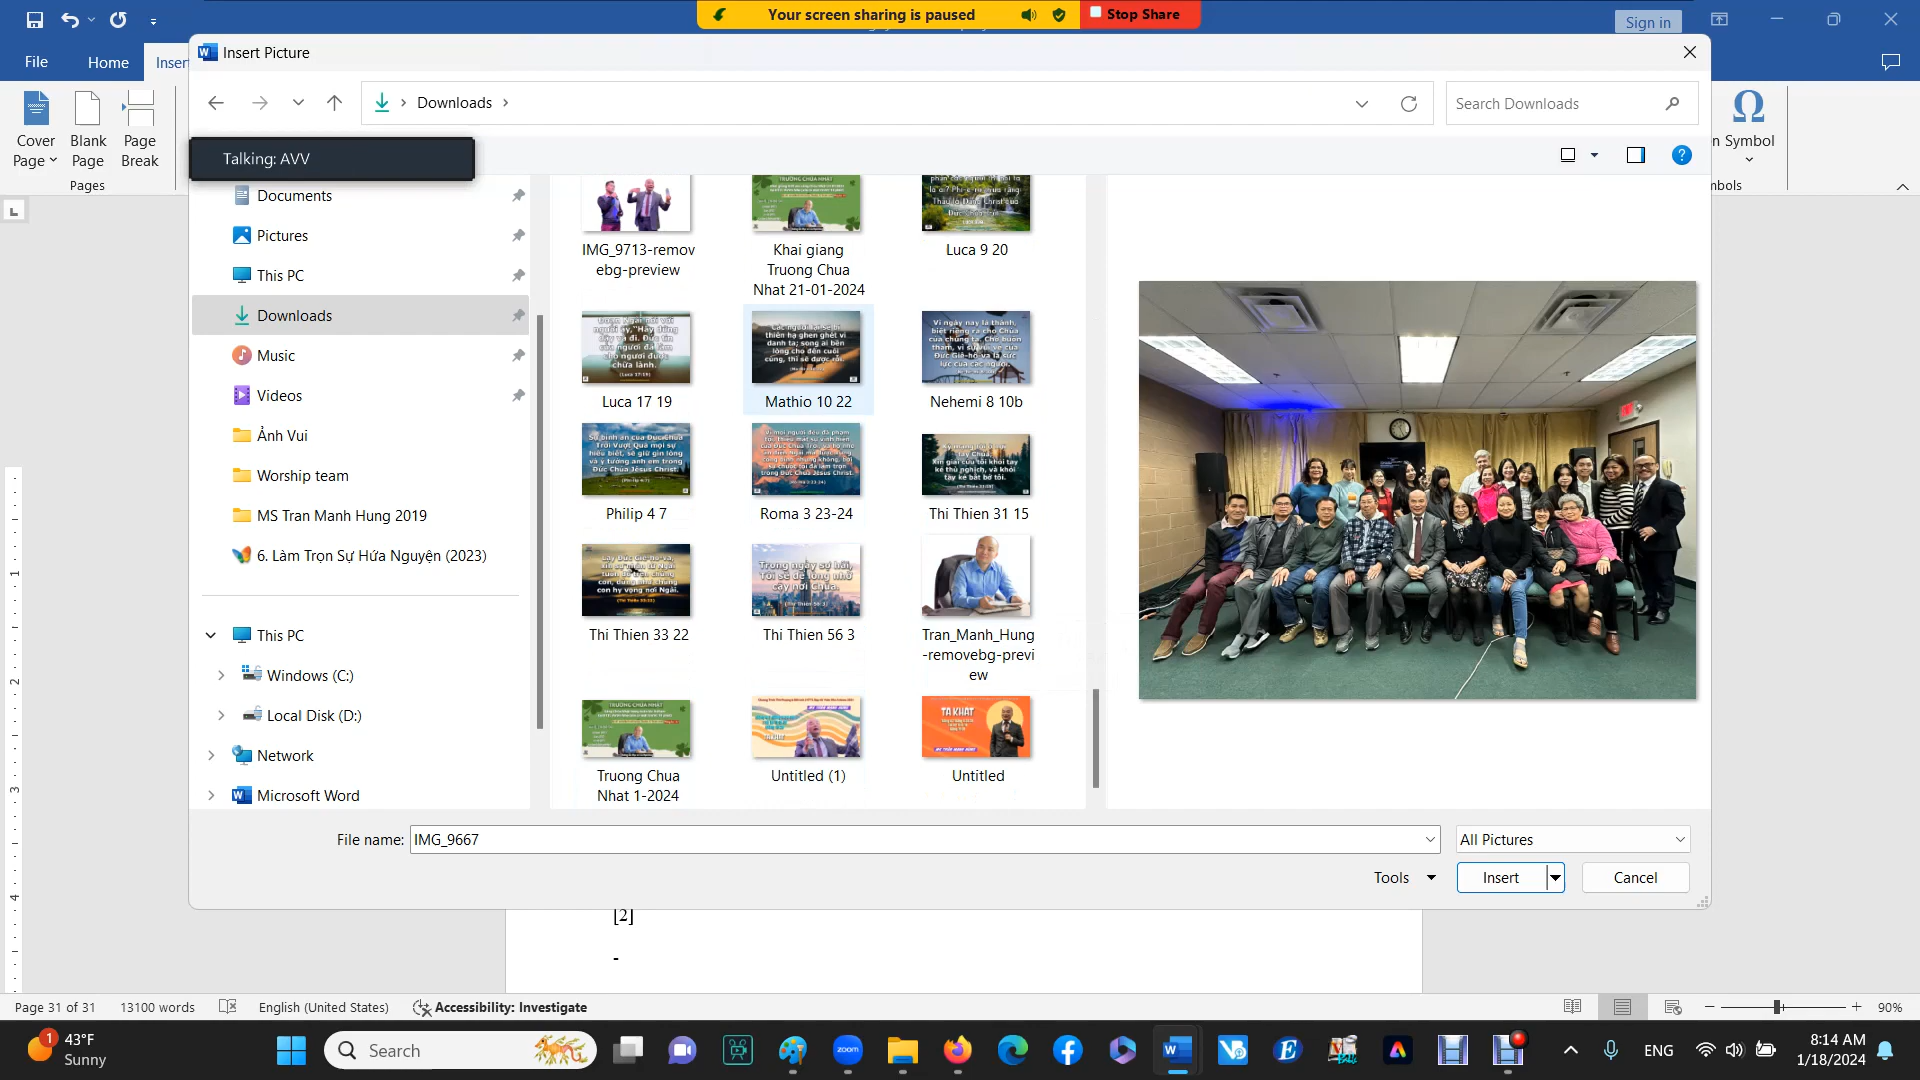 Your screen sharing is paused
Stop Share
Sign in
Insert Picture
File
Home
Inser
Downloads
Search Downloads
Cover
Page
Blank
Page
Page
Break
Pages
Symbol
Talking: AVV
Documents
Pictures
This PC
Downloads
Music
Videos
Ảnh Vui
Worship team
MS Tran Manh Hung 2019
6. Làm Trọn Sự Hứa Nguyện (2023)
This PC
Windows (C:)
Local Disk (D:)
Network
Microsoft Word
IMG_9713-remov
ebg-preview
Khai giang
Truong Chua
Nhat 21-01-2024
Luca 9 20
Luca 17 19
Mathio 10 22
Nehemi 8 10b
Philip 4 7
Roma 3 23-24
Thi Thien 31 15
Thi Thien 33 22
Thi Thien 56 3
Tran_Manh_Hung
-removebg-previ
ew
Truong Chua
Nhat 1-2024
Untitled (1)
Untitled
File name:
IMG_9667
All Pictures
Tools
Insert
Cancel
[2]
-
Page 31 of 31
13100 words
English (United States)
Accessibility: Investigate
90%
43°F
Sunny
Search
ENG
8:14 AM
1/18/2024